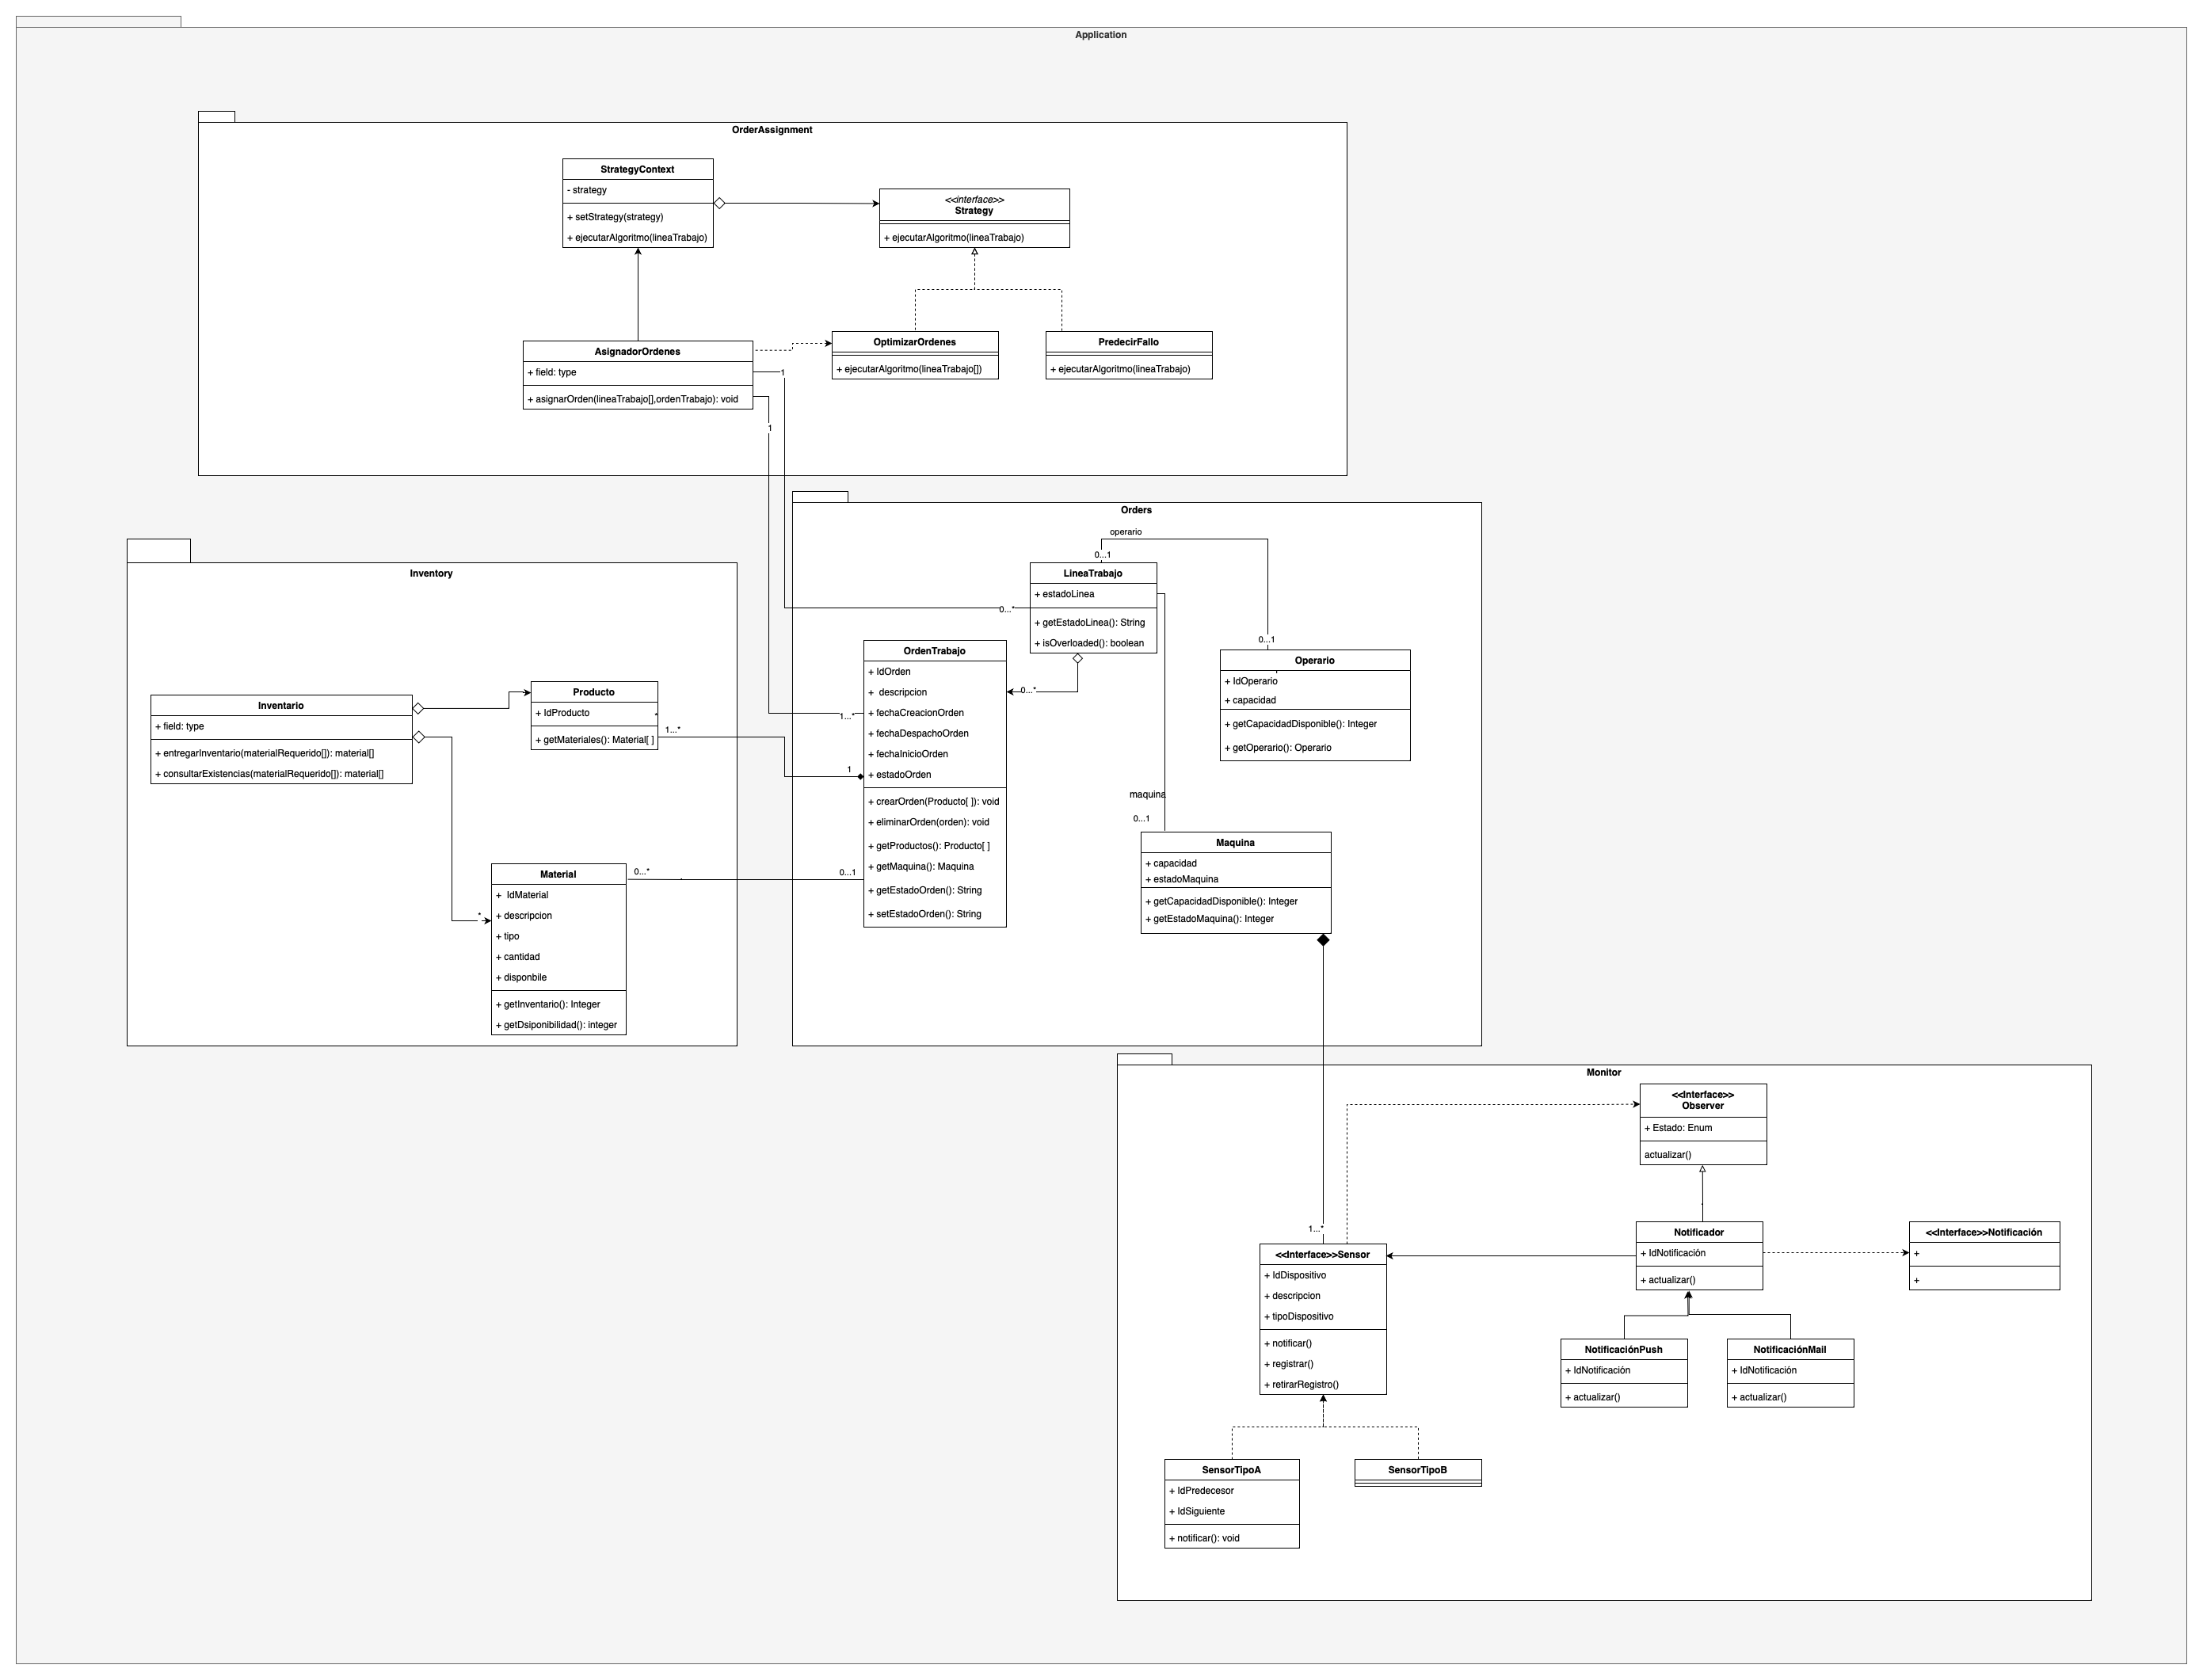 Application
OrderAssignment
StrategyContext
- strategy
+ setStrategy(strategy)
+ ejecutarAlgoritmo(lineaTrabajo)
<<interface>>
Strategy
+ ejecutarAlgoritmo(lineaTrabajo)
AsignadorOrdenes
+ field: type
+ asignarOrden(lineaTrabajo[],ordenTrabajo): void
OptimizarOrdenes
+ ejecutarAlgoritmo(lineaTrabajo[])
PredecirFallo
+ ejecutarAlgoritmo(lineaTrabajo)
1
1
Orders
operario
0...1
LineaTrabajo
+ estadoLinea
+ getEstadoLinea(): String
+ isOverloaded(): boolean
0...*
0...1
Operario
+ IdOperario
+ capacidad
+ getCapacidadDisponible(): Integer
+ getOperario(): Operario
OrdenTrabajo
+ IdOrden
+ descripcion
+ fechaCreacionOrden
+ fechaDespachoOrden
+ fechaInicioOrden
+ estadoOrden
+ crearOrden(Producto[ ]): void
+ eliminarOrden(orden): void
+ getProductos(): Producto[ ]
+ getMaquina(): Maquina
+ getEstadoOrden(): String
+ setEstadoOrden(): String
0...*
1...*
1
0...1
maquina
0...1
Maquina
+ capacidad
+ estadoMaquina
+ getCapacidadDisponible(): Integer
+ getEstadoMaquina(): Integer
Inventory
Inventario
+ field: type
+ entregarInventario(materialRequerido[]): material[]
+ consultarExistencias(materialRequerido[]): material[]
Producto
+ IdProducto
*
+ getMateriales(): Material[ ]
1...*
Material
+ IdMaterial
+ descripcion
+ tipo
+ cantidad
+ disponbile
+ getInventario(): Integer
+ getDsiponibilidad(): integer
0...*
*
Monitor
<<Interface>>
Observer
+ Estado: Enum
actualizar()
1...*
<<Interface>>Sensor
+ IdDispositivo
+ descripcion
+ tipoDispositivo
+ notificar()
+ registrar()
+ retirarRegistro()
Notificador
+ IdNotificación
+ actualizar()
<<Interface>>Notificación
+
+
NotificaciónPush
+ IdNotificación
+ actualizar()
NotificaciónMail
+ IdNotificación
+ actualizar()
SensorTipoA
+ IdPredecesor
+ IdSiguiente
+ notificar(): void
SensorTipoB